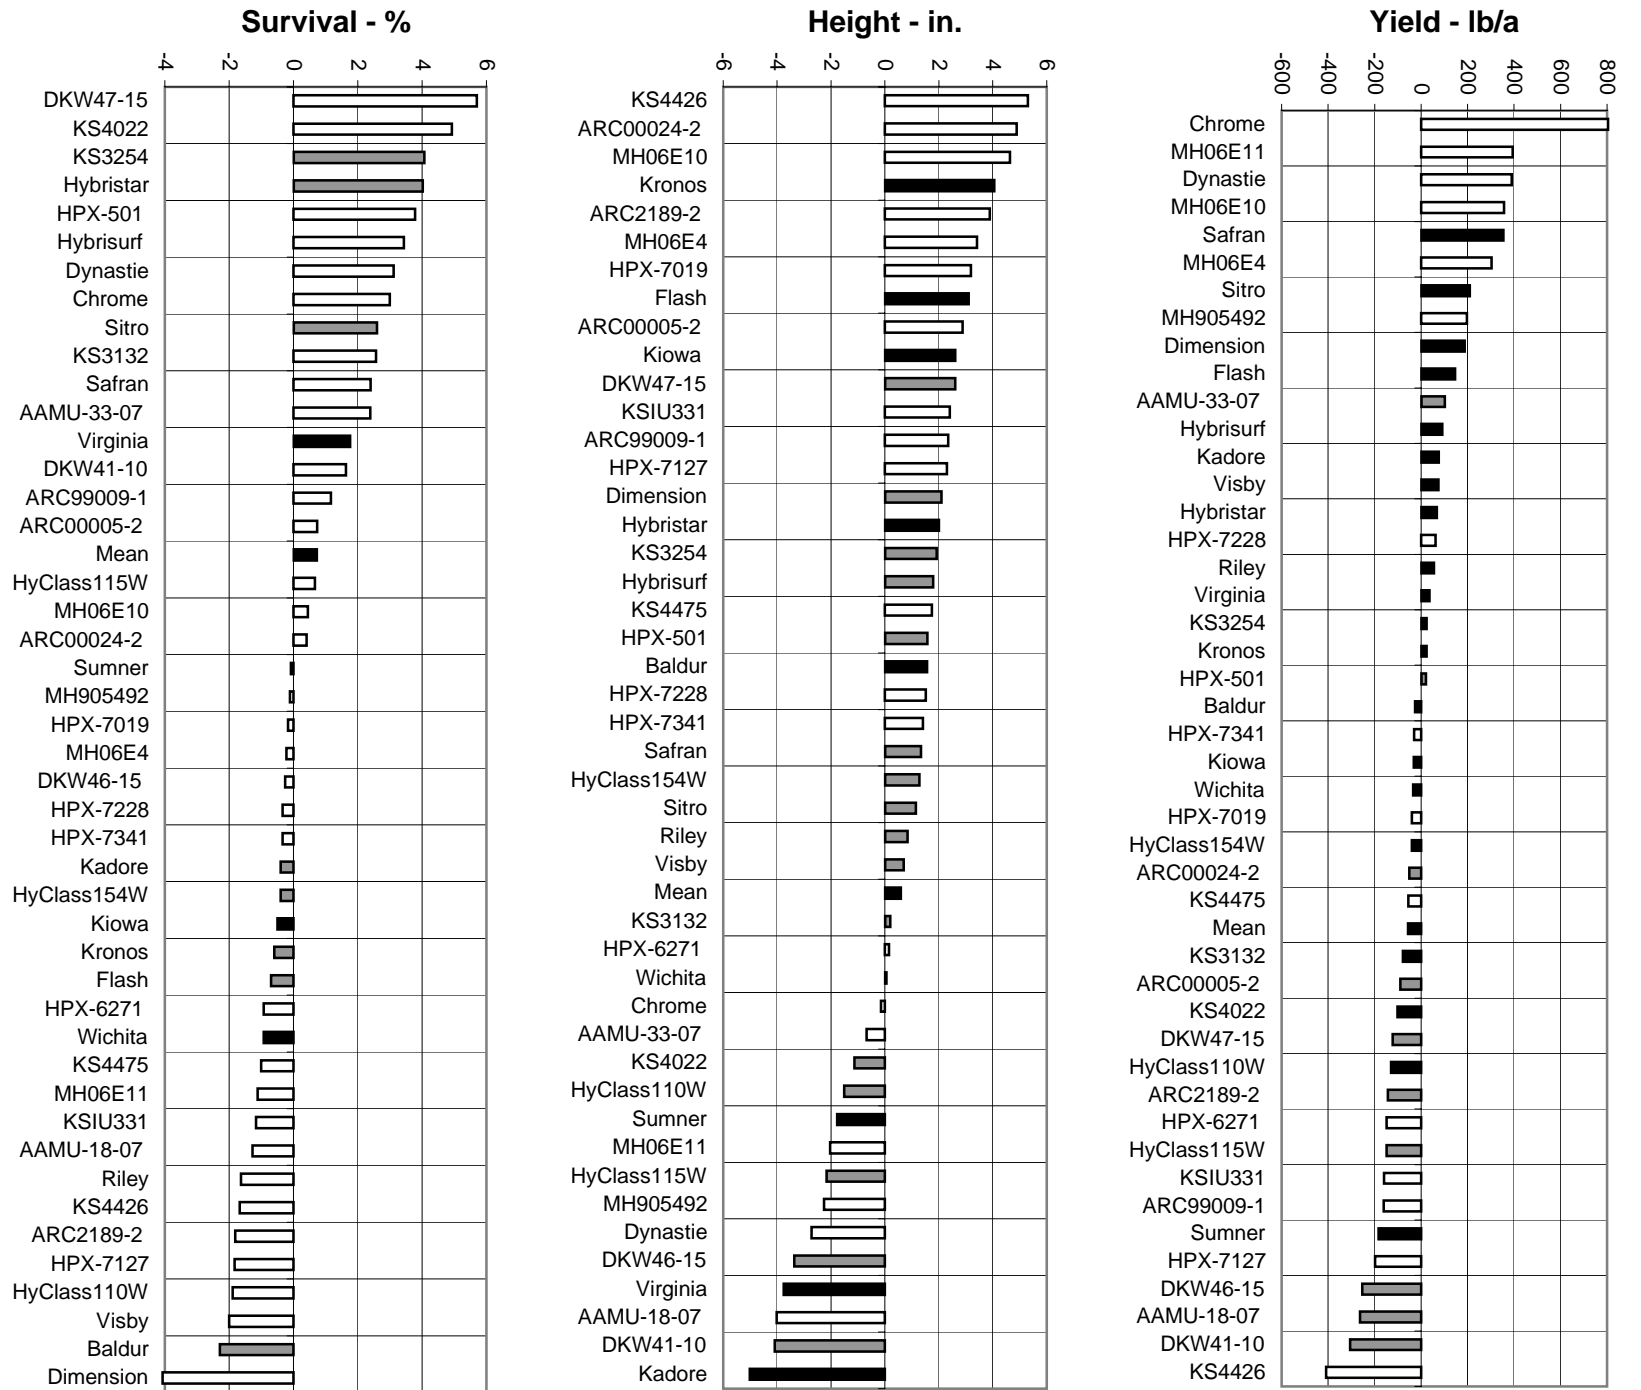 Survival - %
-4 -2 0 2 4 6
DKW47-15
KS4022
KS3254
Hybristar
HPX-501
Hybrisurf
Dynastie
Chrome
Sitro
KS3132
Safran
AAMU-33-07
Virginia
DKW41-10
ARC99009-1
ARC00005-2
Mean
HyClass115W
MH06E10
ARC00024-2
Sumner
MH905492
HPX-7019
MH06E4
DKW46-15
HPX-7228
HPX-7341
Kadore
HyClass154W
Kiowa
Kronos
Flash
HPX-6271
Wichita
KS4475
MH06E11
KSIU331
AAMU-18-07
Riley
KS4426
ARC2189-2
HPX-7127
HyClass110W
Visby
Baldur
Dimension
Height - in.
-6 -4 -2 0 2 4 6
KS4426
ARC00024-2
MH06E10
Kronos
ARC2189-2
MH06E4
HPX-7019
Flash
ARC00005-2
Kiowa
DKW47-15
KSIU331
ARC99009-1
HPX-7127
Dimension
Hybristar
KS3254
Hybrisurf
KS4475
HPX-501
Baldur
HPX-7228
HPX-7341
Safran
HyClass154W
Sitro
Riley
Visby
Mean
KS3132
HPX-6271
Wichita
Chrome
AAMU-33-07
KS4022
HyClass110W
Sumner
MH06E11
HyClass115W
MH905492
Dynastie
DKW46-15
Virginia
AAMU-18-07
DKW41-10
Kadore
Yield - lb/a
-600 -400 -200 0 200 400 600 800
Chrome
MH06E11
Dynastie
MH06E10
Safran
MH06E4
Sitro
MH905492
Dimension
Flash
AAMU-33-07
Hybrisurf
Kadore
Visby
Hybristar
HPX-7228
Riley
Virginia
KS3254
Kronos
HPX-501
Baldur
HPX-7341
Kiowa
Wichita
HPX-7019
HyClass154W
ARC00024-2
KS4475
Mean
KS3132
ARC00005-2
KS4022
DKW47-15
HyClass110W
ARC2189-2
HPX-6271
HyClass115W
KSIU331
ARC99009-1
Sumner
HPX-7127
DKW46-15
AAMU-18-07
DKW41-10
KS4426